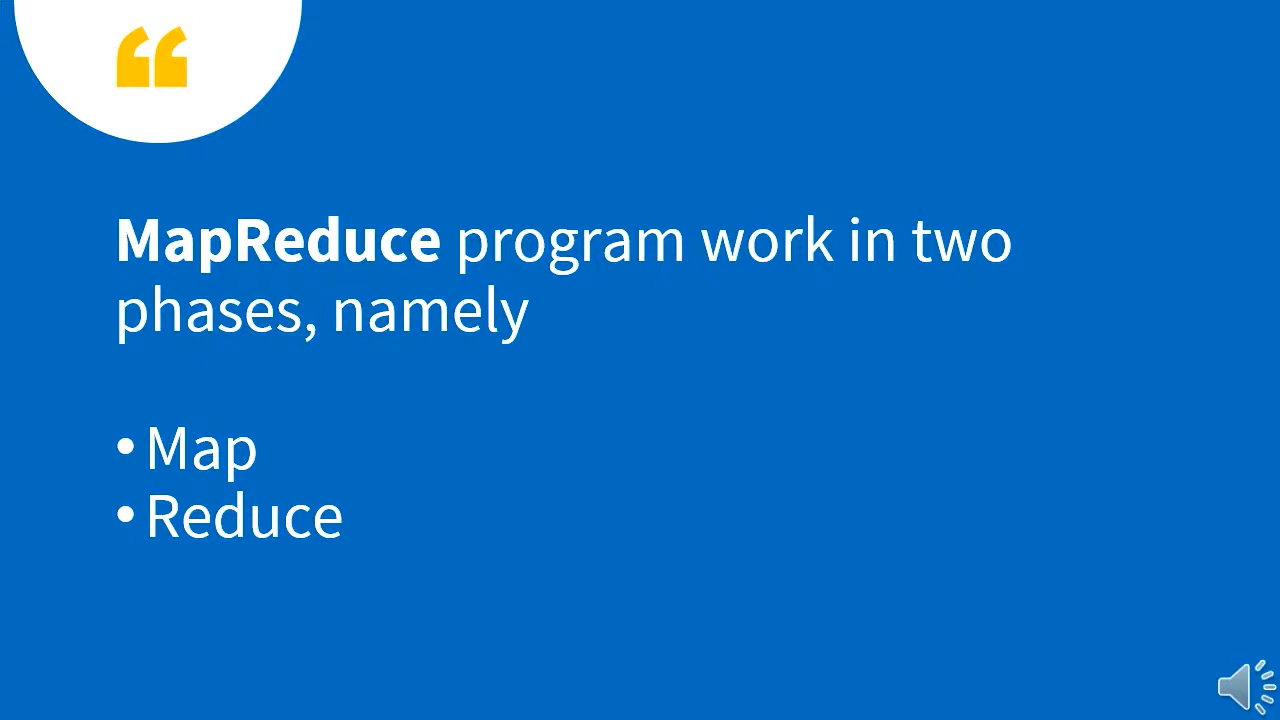 “
MapReduce program work in two
phases, namely
• Map
• Reduce